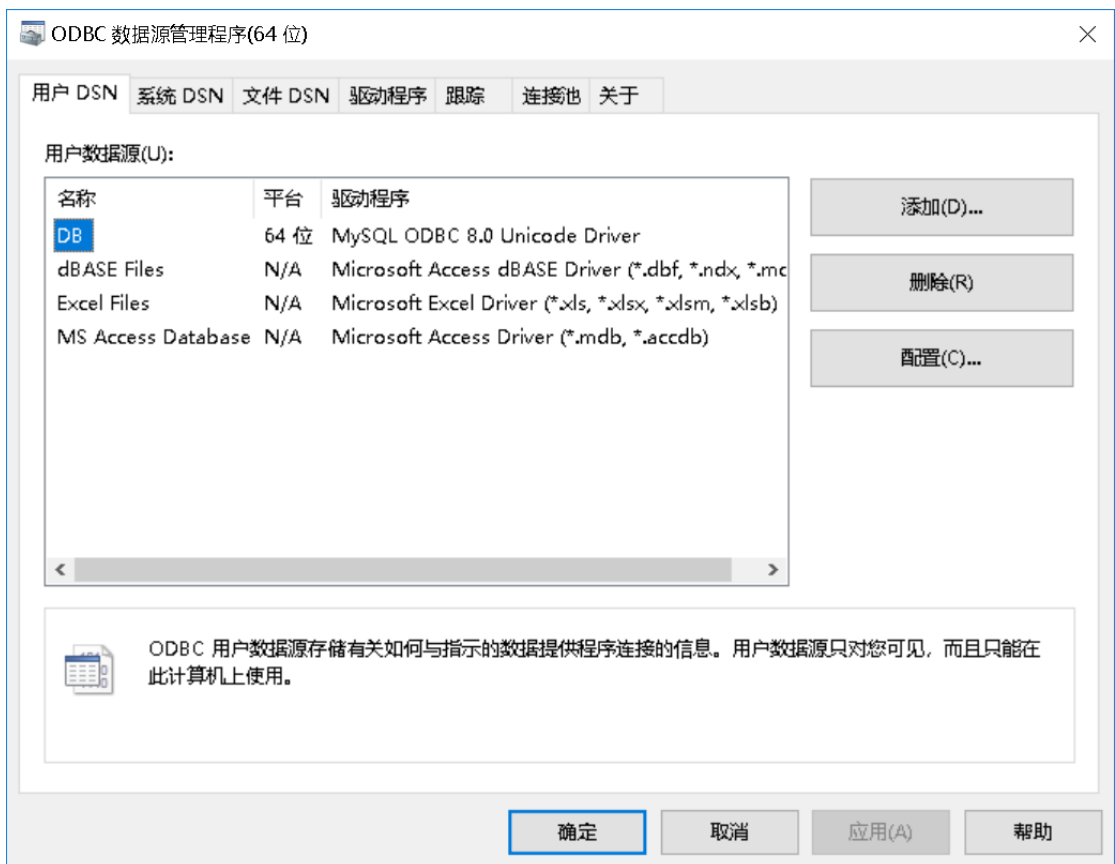 ODBC 数据源管理程序(64 位)
用户 DSN 系统 DSN 文件 DSN 驱动程序 跟踪 连接池 关于
用户数据源(U):
名称 平台 驱动程序
DB 64 位 MySQL ODBC 8.0 Unicode Driver
dBASE Files N/A Microsoft Access dBASE Driver (*.dbf, *.ndx, *.mc
Excel Files N/A Microsoft Excel Driver (*.xls, *.xlsx, *.xlsm, *.xlsb)
MS Access Database N/A Microsoft Access Driver (*.mdb, *.accdb)
添加(D)...
删除(R)
配置(C)...
ODBC 用户数据源存储有关如何与指示的数据提供程序连接的信息。用户数据源只对您可见，而且只能在
此计算机上使用。
确定 取消 应用(A) 帮助